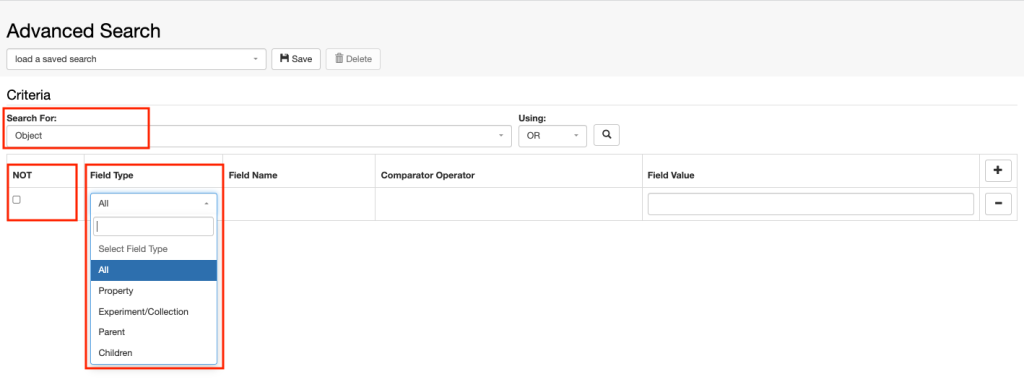 Advanced Search
load a saved search Save Delete
Criteria
Search For: Using:
Object OR
NOT Field Type Field Name Comparator Operator Field Value +
All -
Select Field Type
All
Property
Experiment/Collection
Parent
Children